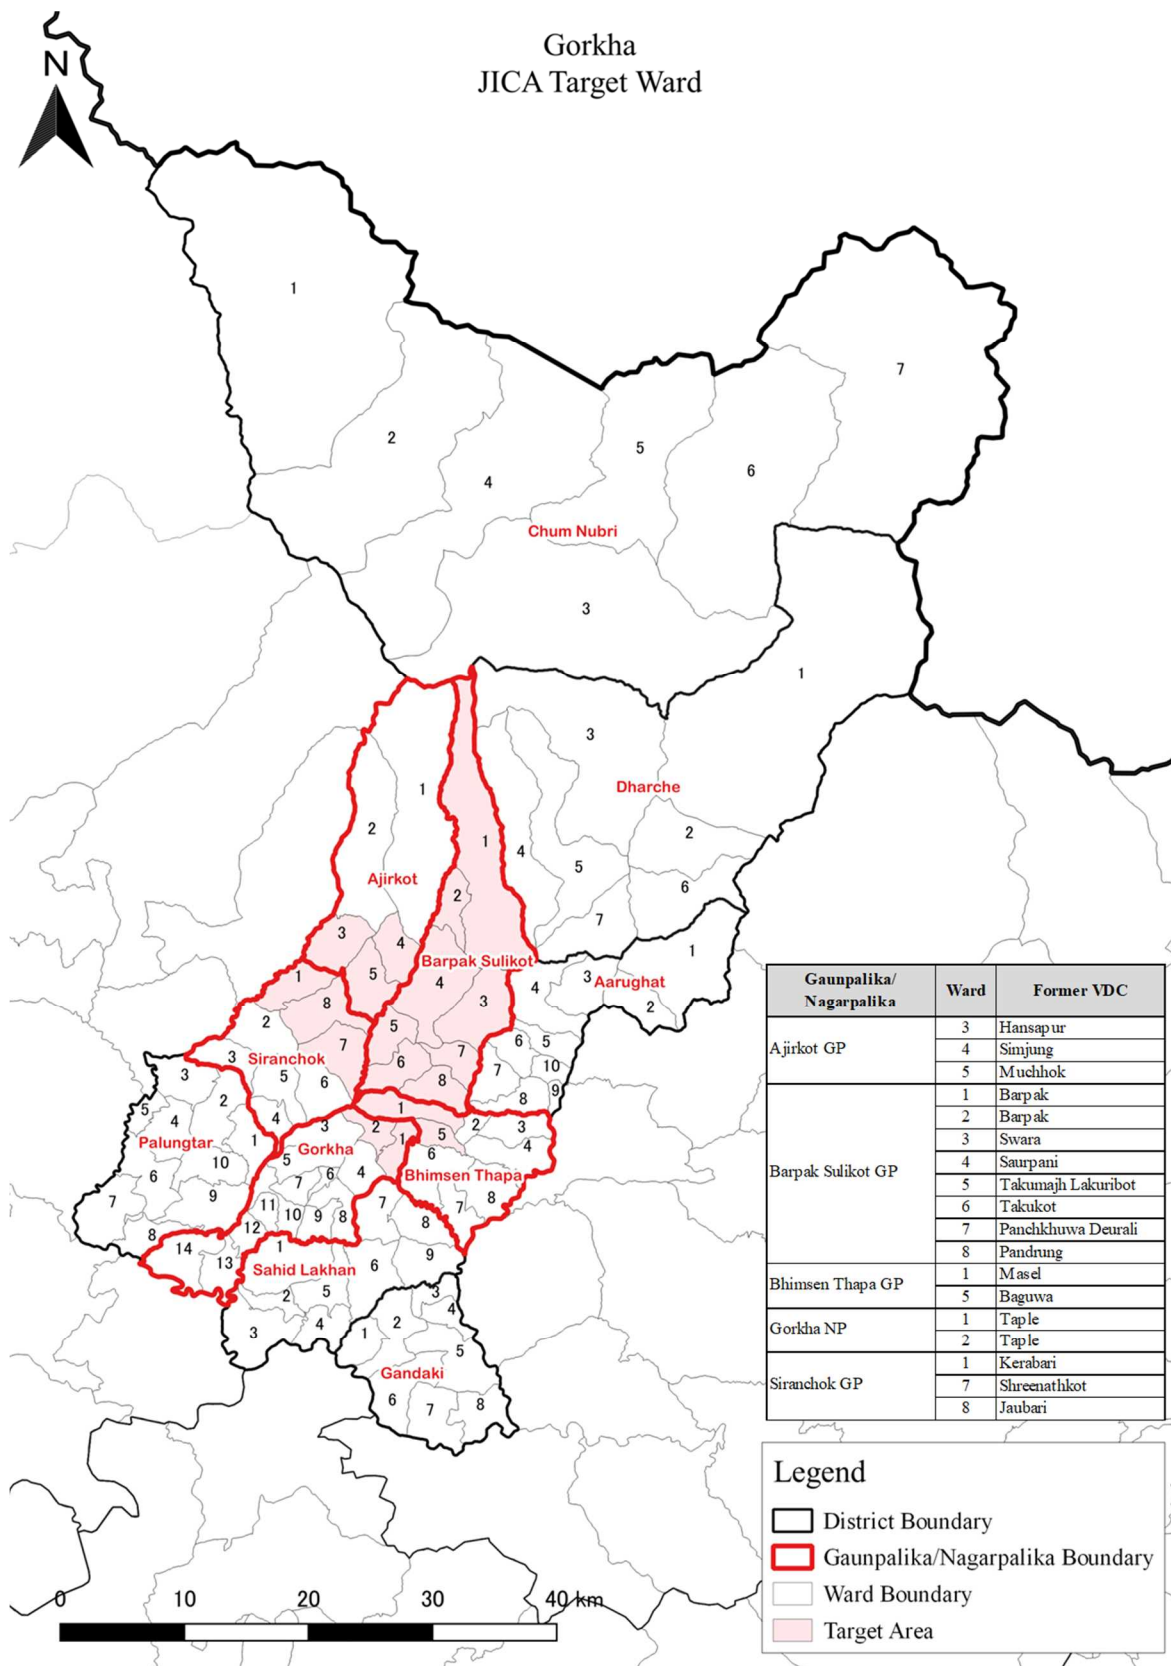 Gorkha
JICA Target Ward
N
1
7
2
5
6
4
Chum Nubri
3
1
3
1
Dharche
2
2
1
4
5
Ajirkot
6
2
7
3
4
1
Barpak Sulikot
1
5
3
Aarughat
4
4
8
3
2
2
5
7
6
5
7
3
Siranchok
6
10
7
3
5
6
8
9
2
8
5
1
4
4
3
2
5
2
3
Palungtar
1
Gorkha
1
4
5
6
10
6
4
Bhimsen Thapa
6
7
7
9
11
7
7
8
10
9
8
8
12
8
14
1
9
13
Sahid Lakhan
6
5
2
3
4
4
2
3
1
5
Gandaki
6
7
8
Gaunpalika/ Nagarpalika Ward Former VDC
Ajirkot GP 3 Hansapur
4 Simjung
5 Muchhok
Barpak Sulikot GP 1 Barpak
2 Barpak
3 Swara
4 Saurpani
5 Takumajh Lakuribot
6 Takukot
7 Panchkhuwa Deurali
8 Pandrung
Bhimsen Thapa GP 1 Masel
5 Baguwa
Gorkha NP 1 Taple
2 Taple
Siranchok GP 1 Kerabari
7 Shreenathkot
8 Jaubari
Legend
District Boundary
Gaunpalika/Nagarpalika Boundary
Ward Boundary
Target Area
0 10 20 30 40 km